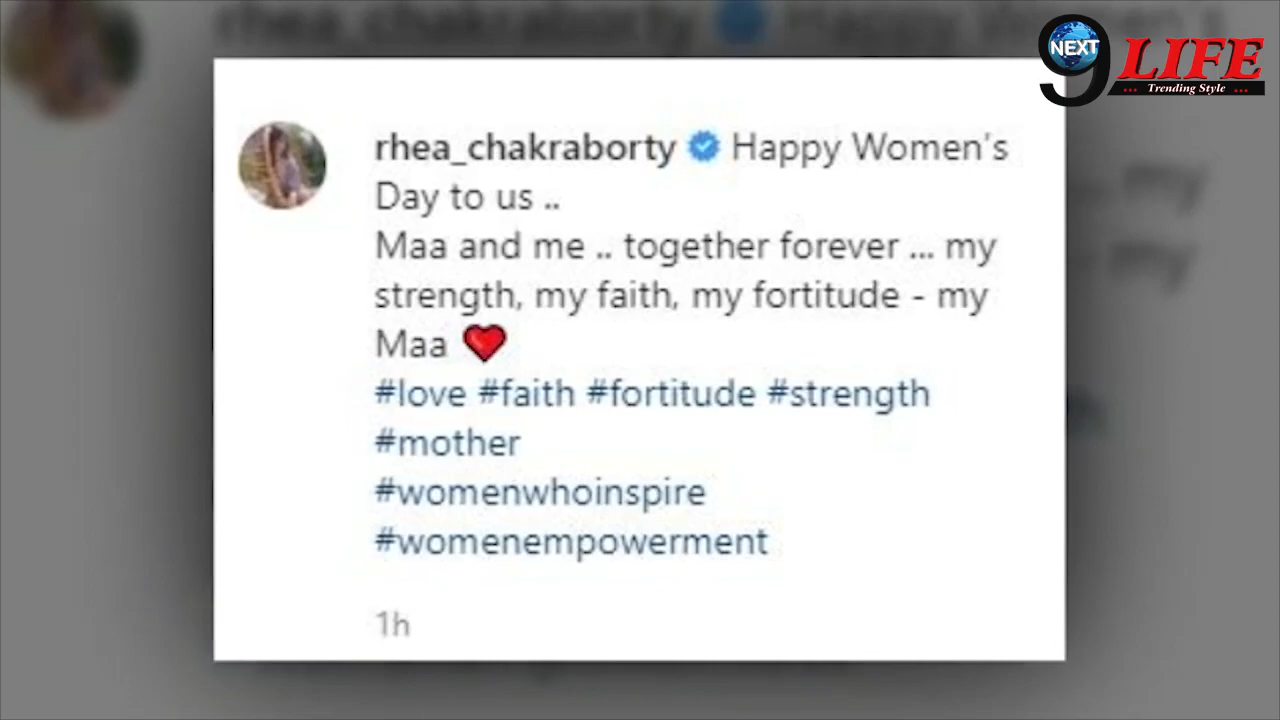 NEXT
9 LIFE
... Trending Style ...
rhea_chakraborty Happy Women's
Day to us ..
Maa and me .. together forever ... my
strength, my faith, my fortitude - my
Maa ❤
#love #faith #fortitude #strength
#mother
#womenwhoinspire
#womenempowerment
1h